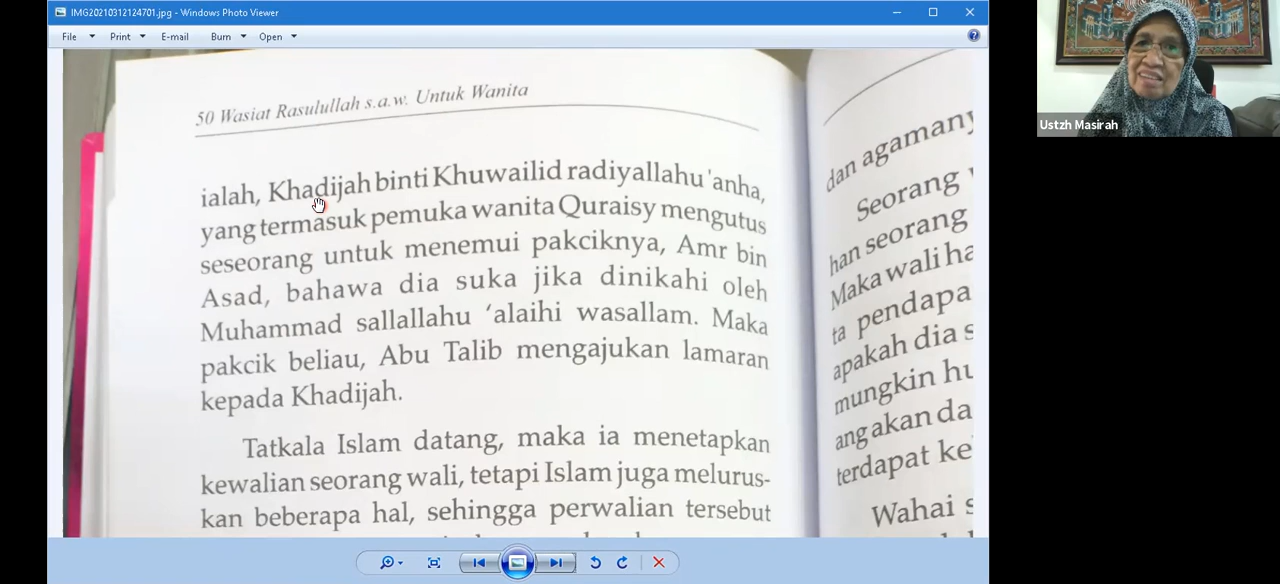 IMG20210312124701.jpg - Windows Photo Viewer
File Print E-mail Burn Open
50 Wasiat Rasulullah s.a.w. Untuk Wanita
ialah, Khadijah binti Khuwailid radiyallahu 'anha,
yang termasuk pemuka wanita Quraisy mengutus
seseorang untuk menemui pakciknya, Amr bin
Asad, bahawa dia suka jika dinikahi oleh
Muhammad sallallahu ‘alaihi wasallam. Maka
pakcik beliau, Abu Talib mengajukan lamaran
kepada Khadijah.
Tatkala Islam datang, maka ia menetapkan
kewalian seorang wali, tetapi Islam juga melurus-
kan beberapa hal, sehingga perwalian tersebut
dan agamany
Seorang
han seorang
Maka wali ha
ta pendapa
apakah dia s
mungkin hu
ang akan da
terdapat ke
Wahai s
Ustzh Masirah